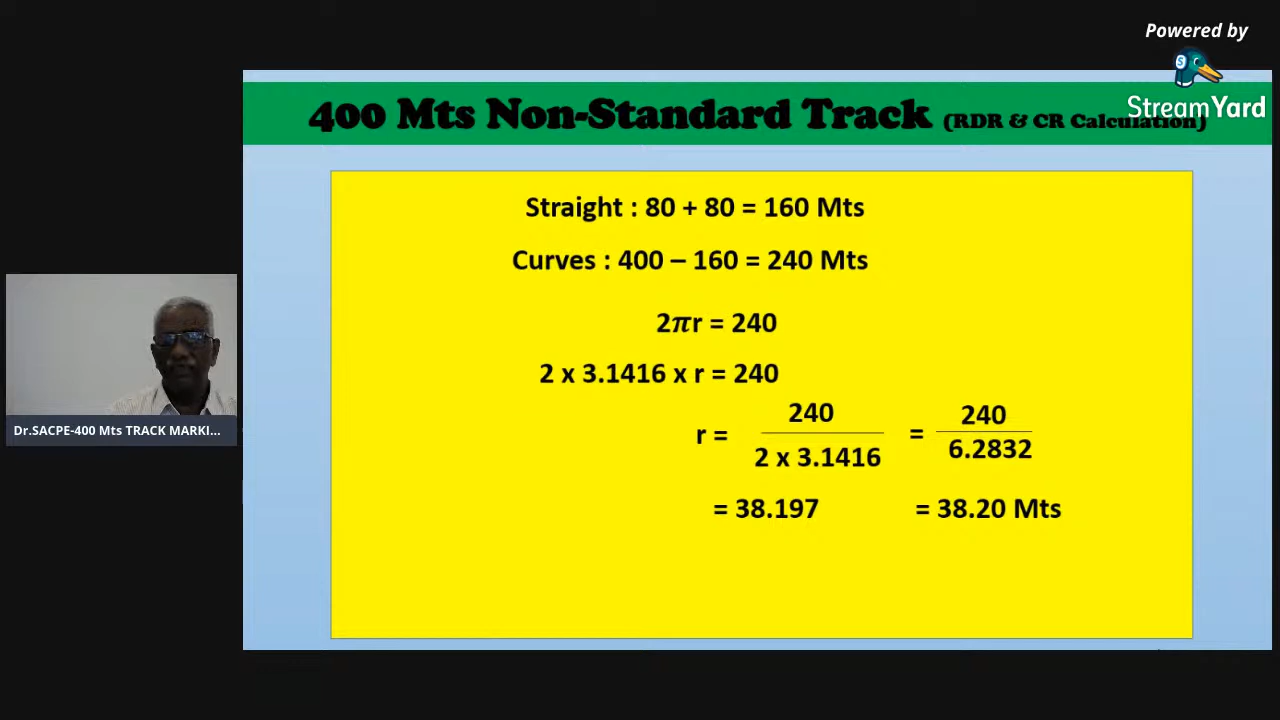 Powered by
StreamYard
400 Mts Non-Standard Track (RDR & CR Calculation)
Straight : 80 + 80 = 160 Mts
Curves : 400 – 160 = 240 Mts
2πr = 240
2 x 3.1416 x r = 240
r = 240 / 2 x 3.1416 = 240 / 6.2832
= 38.197 = 38.20 Mts
Dr.SACPE-400 Mts TRACK MARKI...